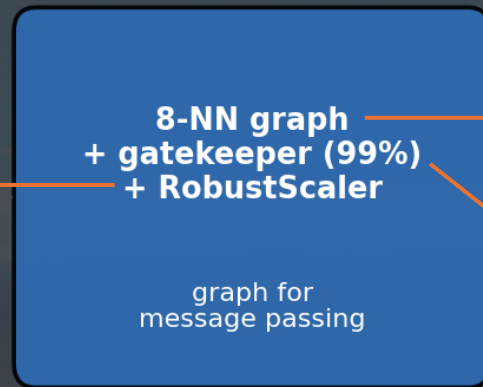 8-NN graph
+ gatekeeper (99%)
+ RobustScaler
graph for
message passing